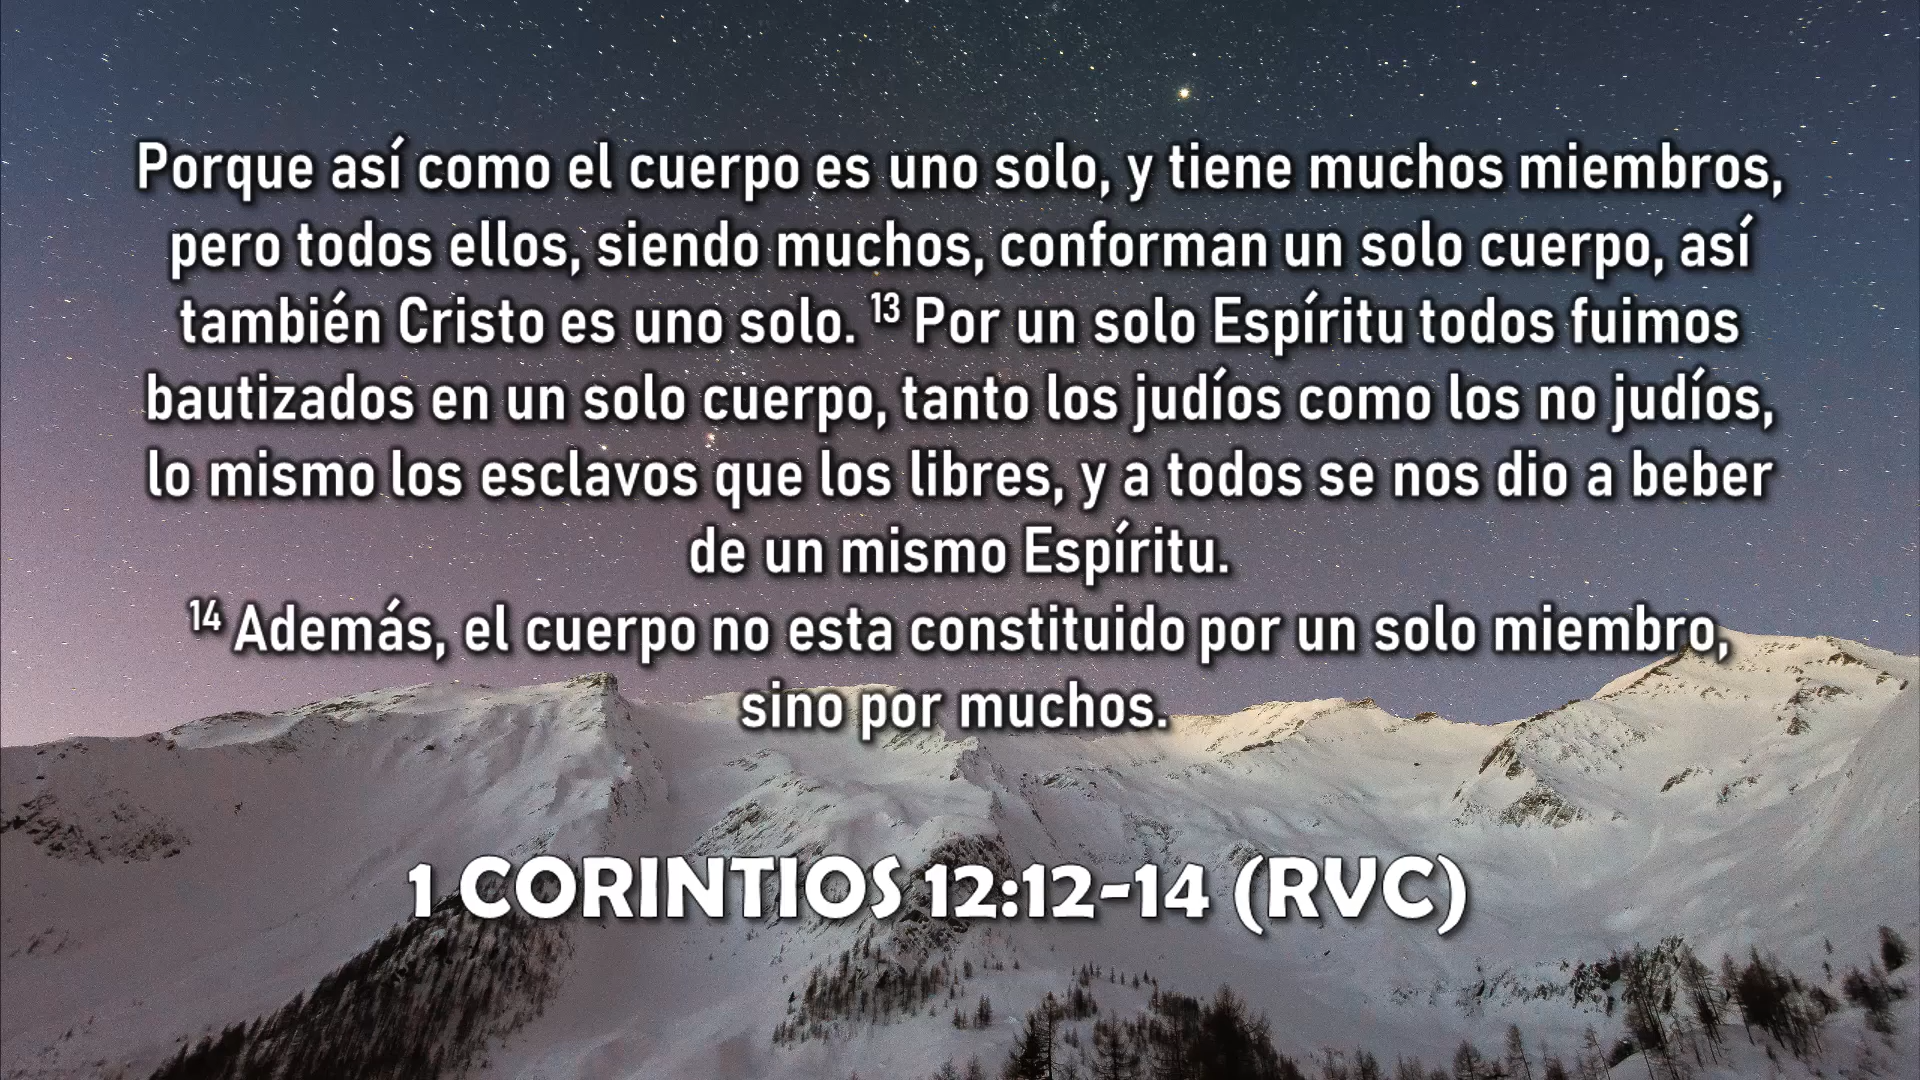 Porque así como el cuerpo es uno solo, y tiene muchos miembros,
pero todos ellos, siendo muchos, conforman un solo cuerpo, así
también Cristo es uno solo. ¹³ Por un solo Espíritu todos fuimos
bautizados en un solo cuerpo, tanto los judíos como los no judíos,
lo mismo los esclavos que los libres, y a todos se nos dio a beber
de un mismo Espíritu.
¹⁴ Además, el cuerpo no esta constituido por un solo miembro,
sino por muchos.
1 CORINTIOS 12:12-14 (RVC)